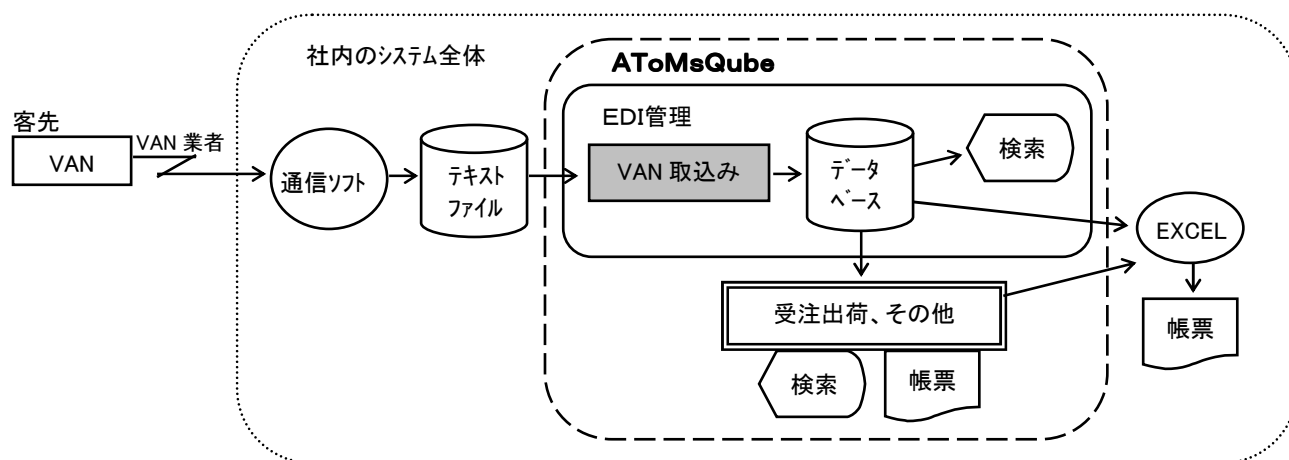 社内のシステム全体
AToMsQube
客先
VAN
VAN 業者
通信ソフト
テキスト
ファイル
EDI管理
VAN 取込み
データ
ベース
検索
EXCEL
帳票
受注出荷、その他
検索
帳票